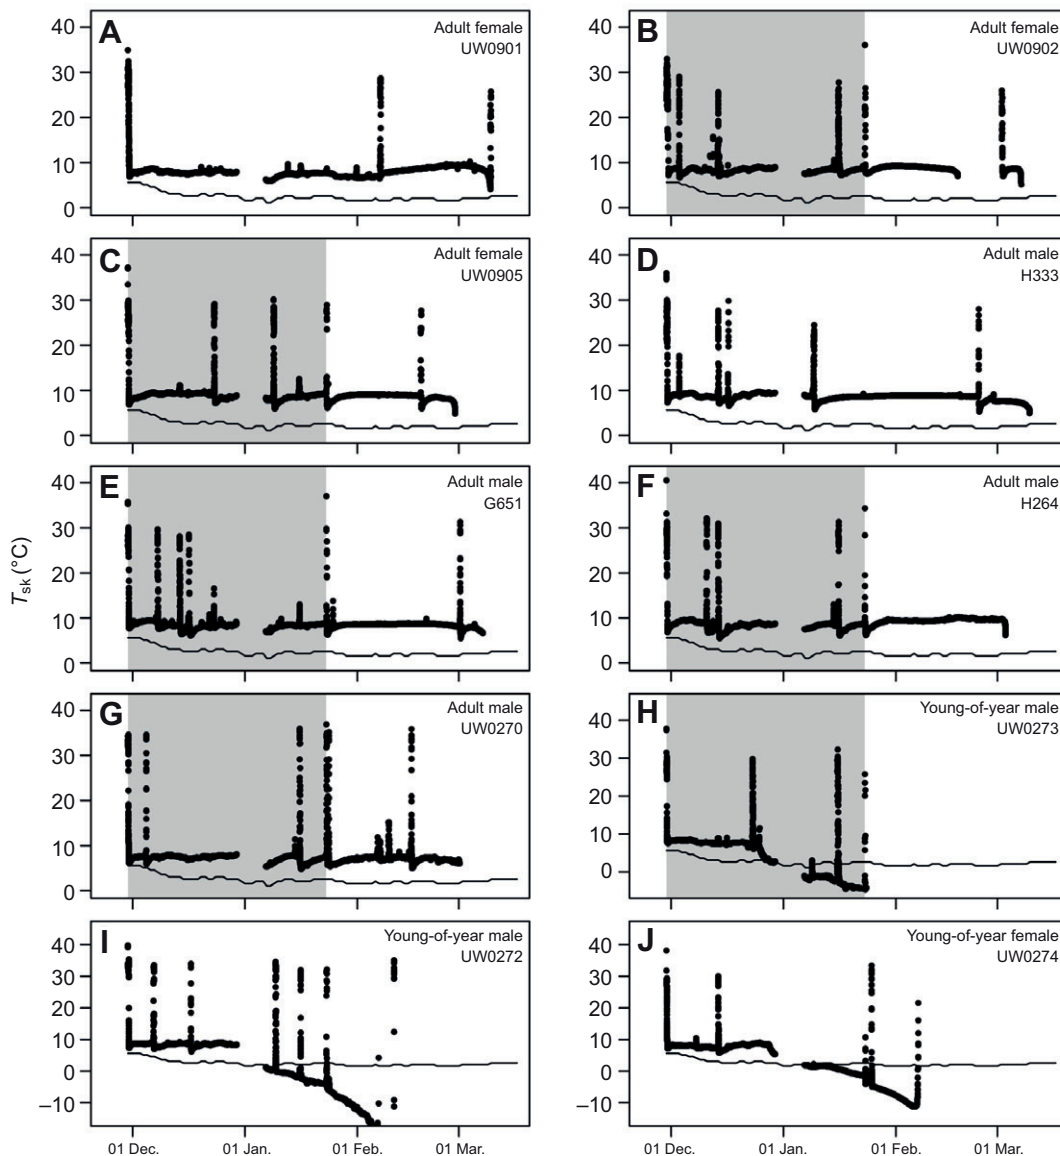 A
Adult female
UW0901
40
30
20
10
0
B
Adult female
UW0902
40
30
20
10
0
C
Adult female
UW0905
40
30
20
10
0
D
Adult male
H333
40
30
20
10
0
E
Adult male
G651
40
30
20
10
0
F
Adult male
H264
40
30
20
10
0
Tsk (°C)
G
Adult male
UW0270
40
30
20
10
0
H
Young-of-year male
UW0273
40
30
20
10
0
I
Young-of-year male
UW0272
40
30
20
10
0
–10
J
Young-of-year female
UW0274
40
30
20
10
0
–10
01 Dec. 01 Jan. 01 Feb. 01 Mar.
01 Dec. 01 Jan. 01 Feb. 01 Mar.